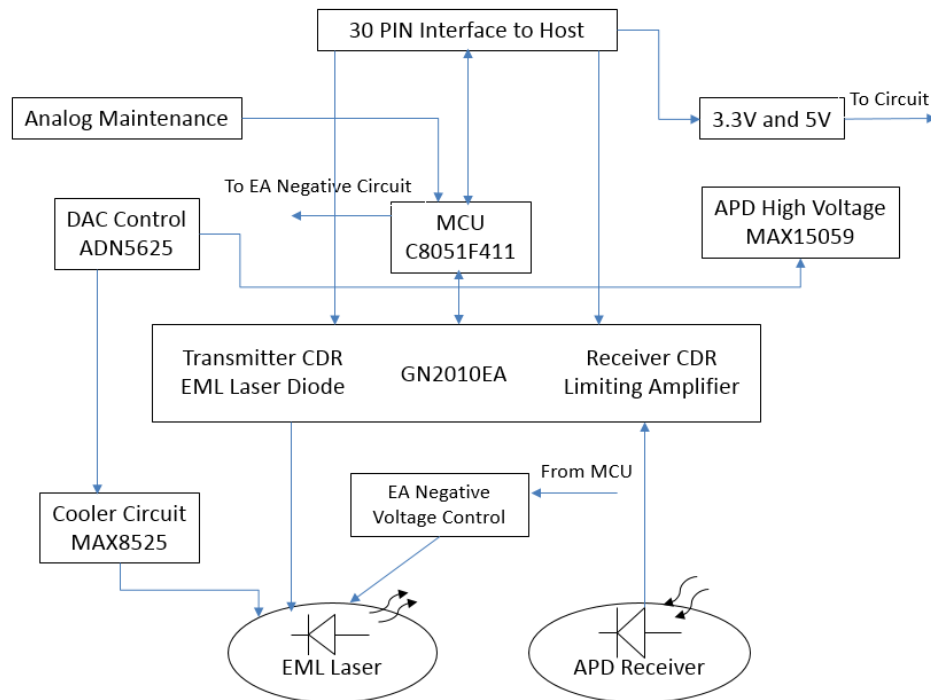 30 PIN Interface to Host
Analog Maintenance
3.3V and 5V
To Circuit
To EA Negative Circuit
DAC Control
ADN5625
MCU
C8051F411
APD High Voltage
MAX15059
Transmitter CDR
EML Laser Diode
GN2010EA
Receiver CDR
Limiting Amplifier
From MCU
EA Negative
Voltage Control
Cooler Circuit
MAX8525
EML Laser
APD Receiver